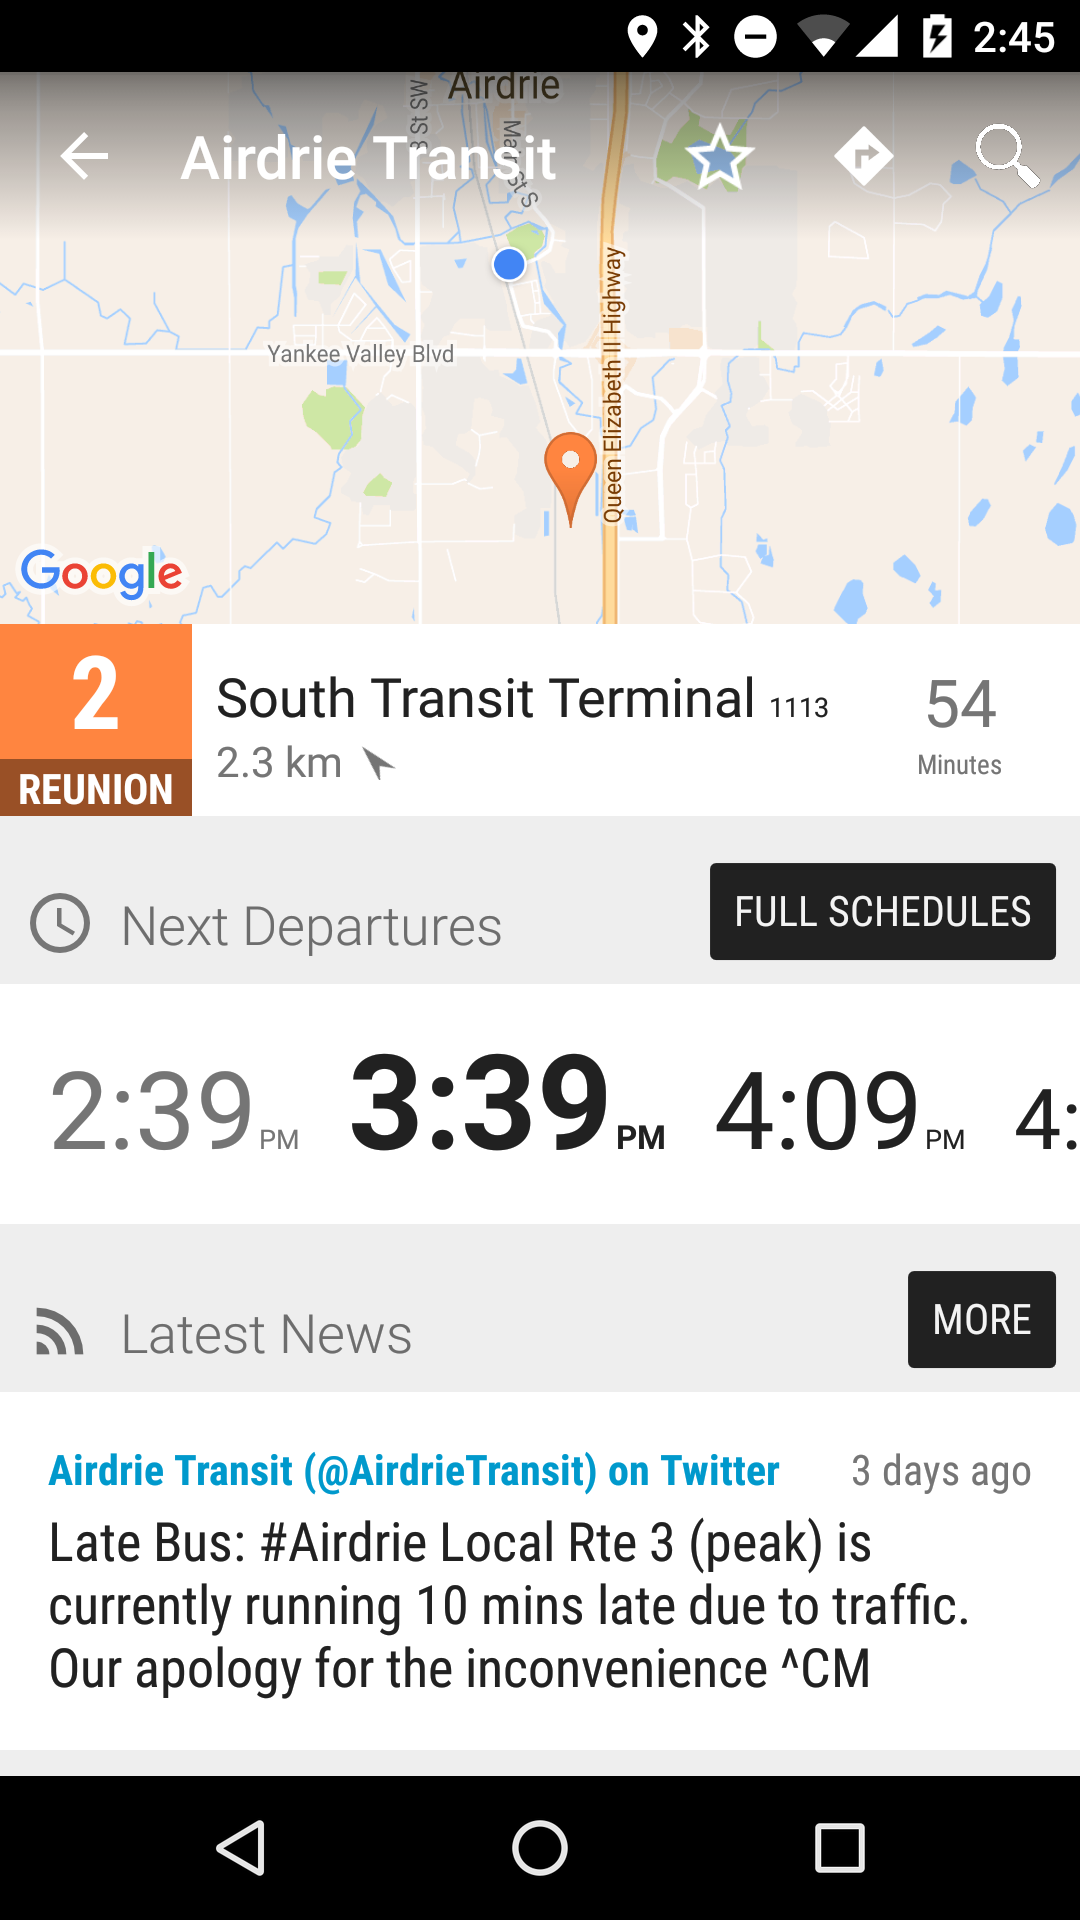 2:45
Airdrie
3 St SW
Main St S
Airdrie Transit
Queen Elizabeth II Highway
Yankee Valley Blvd
Google
2
REUNION
South Transit Terminal 1113
2.3 km
54
Minutes
Next Departures
FULL SCHEDULES
2:39 PM 3:39 PM 4:09 PM 4:
Latest News
MORE
Airdrie Transit (@AirdrieTransit) on Twitter 3 days ago
Late Bus: #Airdrie Local Rte 3 (peak) is
currently running 10 mins late due to traffic.
Our apology for the inconvenience ^CM